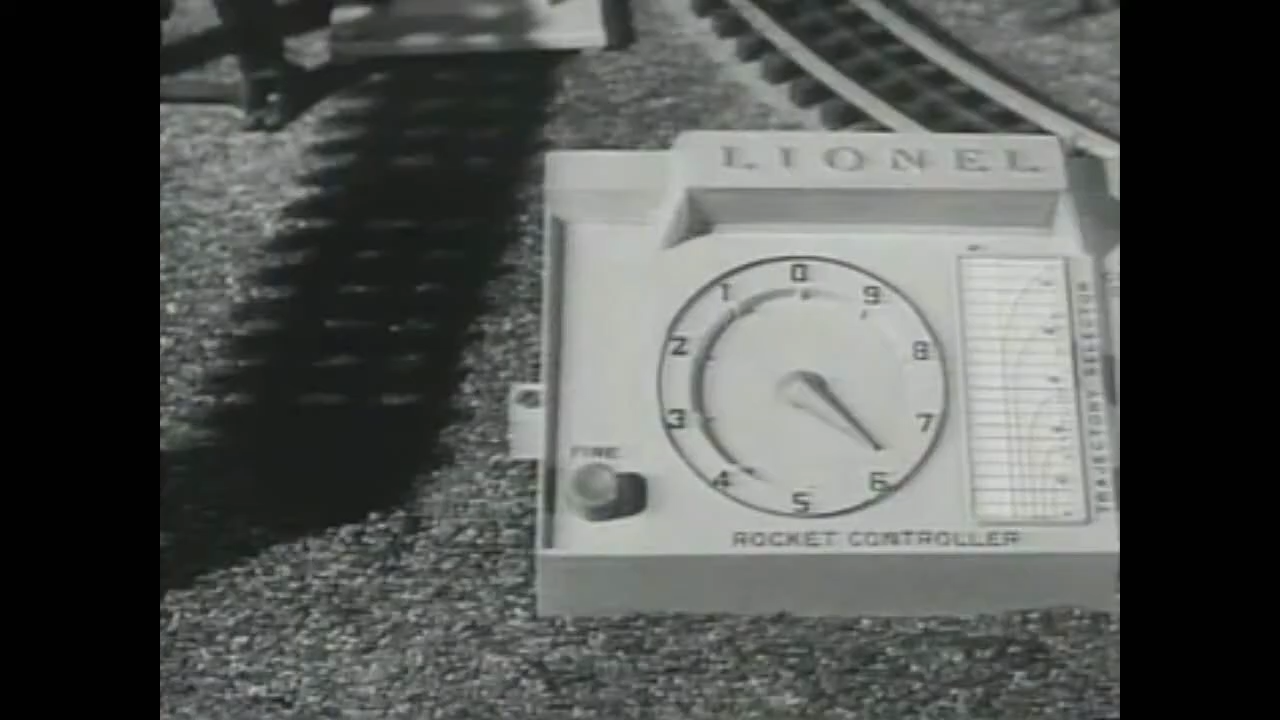 LIONEL
0
1
9
2
8
3
7
4
6
5
FIRE
ROCKET CONTROLLER
TRAJECTORY SELECTOR